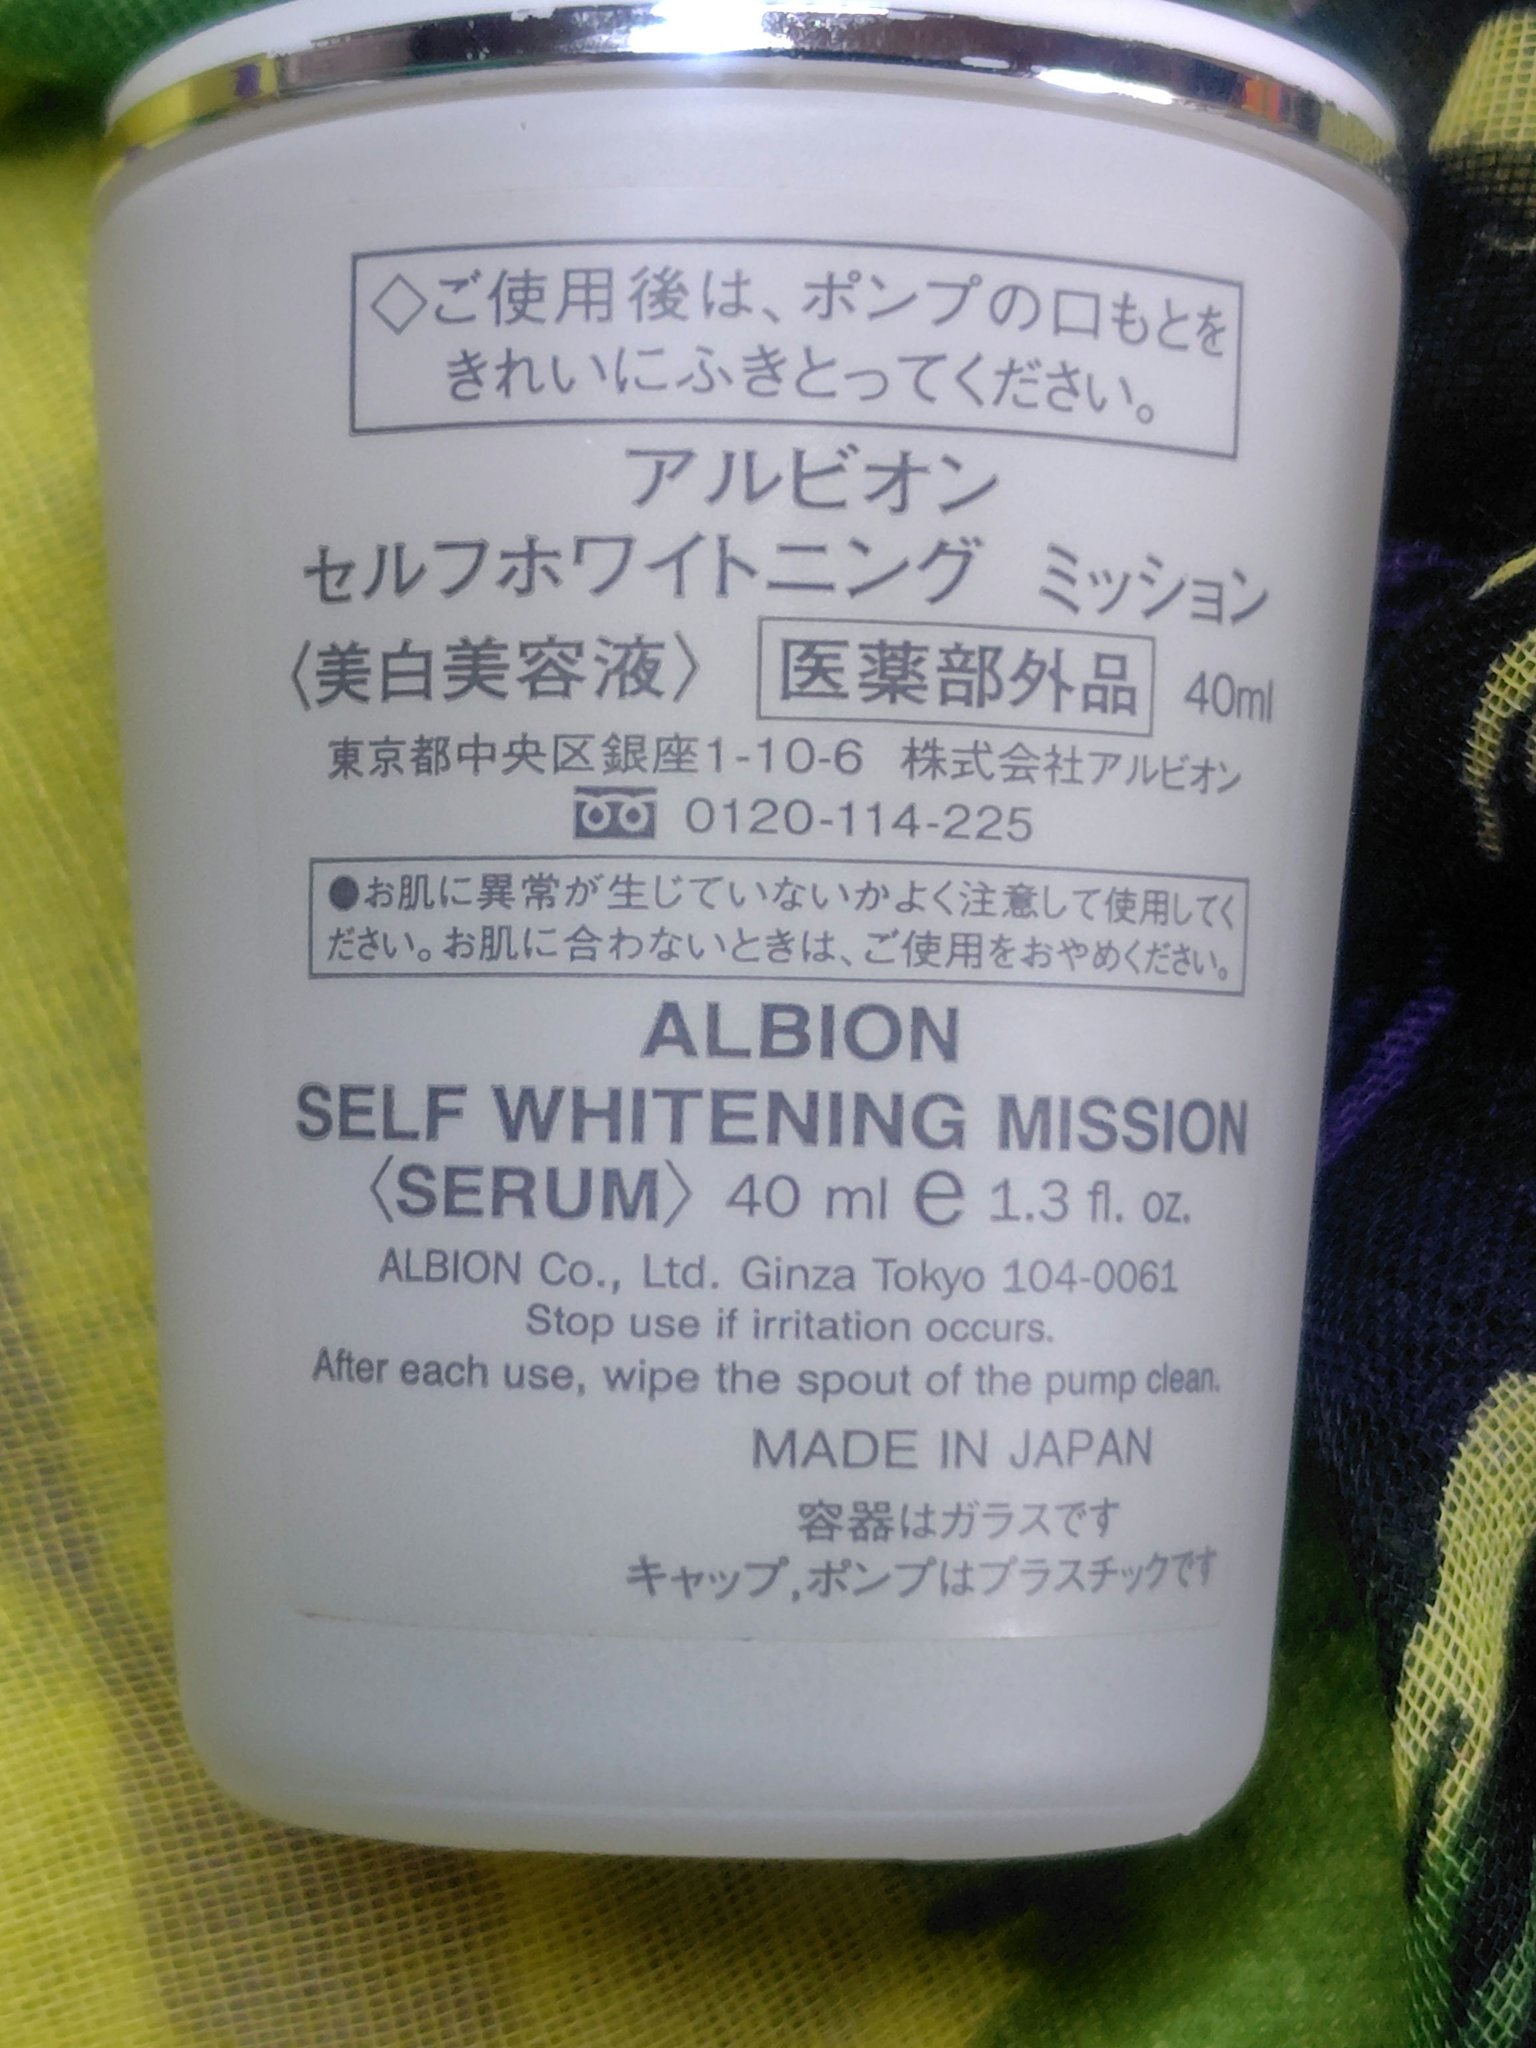 ◇ご使用後は、ポンプの口もとを
きれいにふきとってください。
アルビオン
セルフホワイトニング ミッション
〈美白美容液〉 医薬部外品 40ml
東京都中央区銀座1-10-6 株式会社アルビオン
0120-114-225
●お肌に異常が生じていないかよく注意して使用してく
ださい。お肌に合わないときは、ご使用をおやめください。
ALBION
SELF WHITENING MISSION
〈SERUM〉 40 ml e 1.3 fl. oz.
ALBION Co., Ltd. Ginza Tokyo 104-0061
Stop use if irritation occurs.
After each use, wipe the spout of the pump clean.
MADE IN JAPAN
容器はガラスです
キャップ,ポンプはプラスチックです